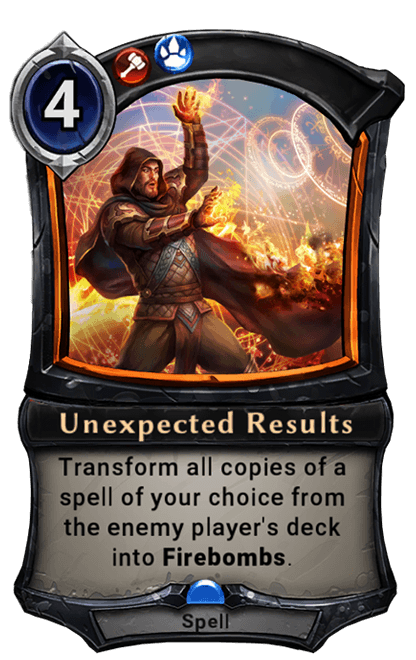 4
Unexpected Results
Transform all copies of a
spell of your choice from
the enemy player's deck
into Firebombs.
Spell